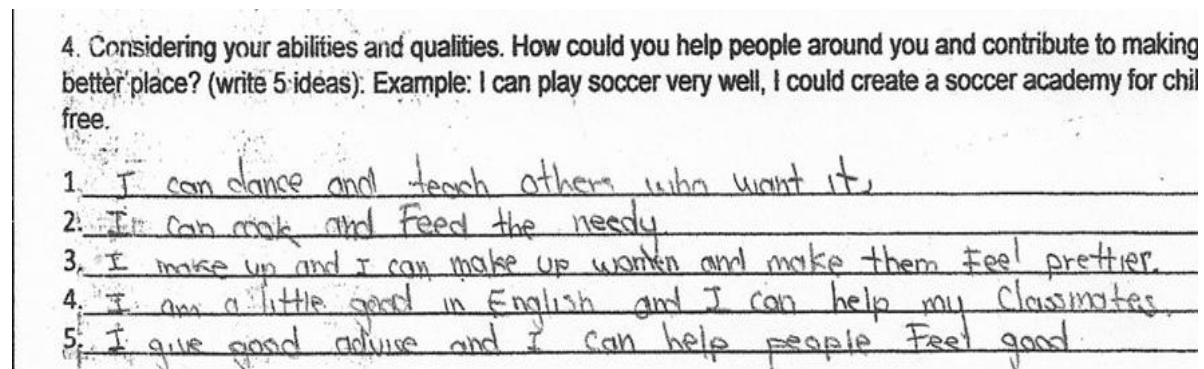 4. Considering your abilities and qualities. How could you help people around you and contribute to making
better place? (write 5 ideas): Example: I can play soccer very well, I could create a soccer academy for chil
free.
1. I can dance and teach others who want it.
2. I can cook and Feed the needy
3. I make up and I can make up women and make them Feel prettier.
4. I am a little good in English and I can help my Classmates
5. I give good advise and I can help people Feel good